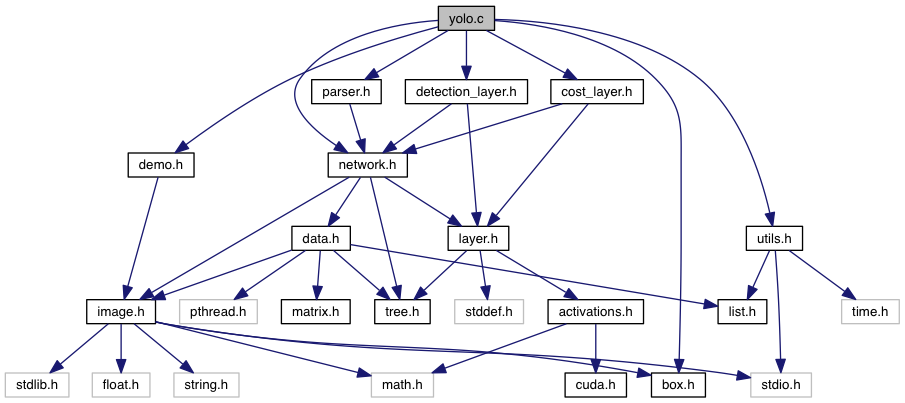 yolo.c
parser.h
detection_layer.h
cost_layer.h
demo.h
network.h
data.h
layer.h
utils.h
image.h
pthread.h
matrix.h
tree.h
stddef.h
activations.h
list.h
time.h
stdlib.h
float.h
string.h
math.h
cuda.h
box.h
stdio.h